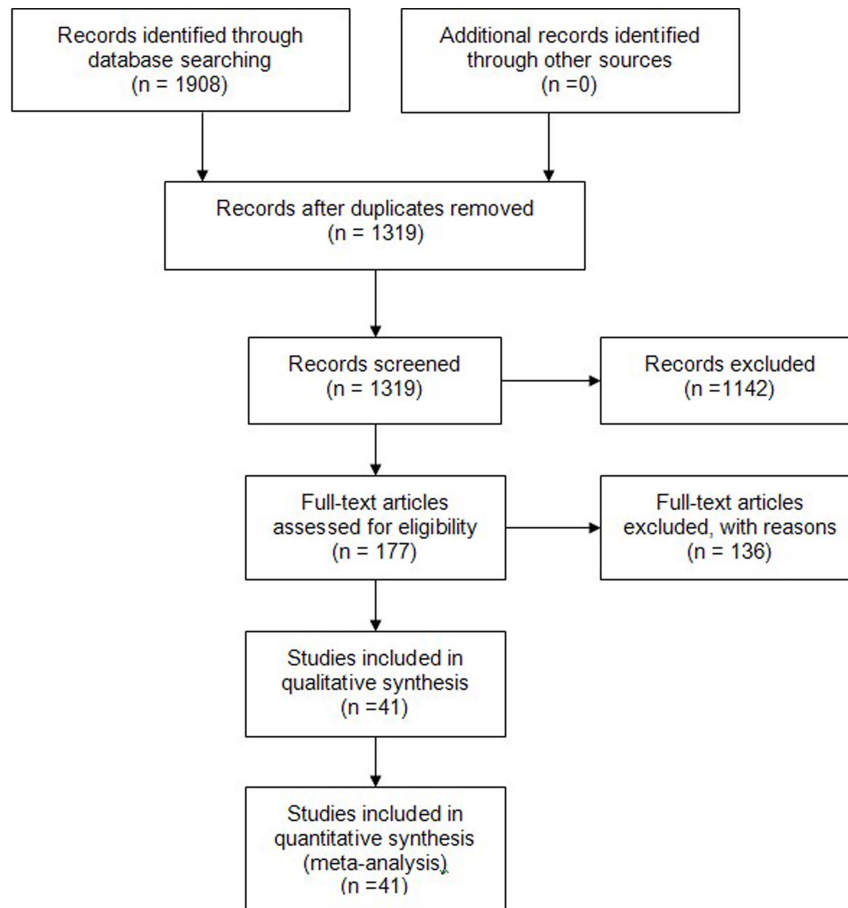 Records identified through
database searching
(n = 1908)
Additional records identified
through other sources
(n =0)
Records after duplicates removed
(n = 1319)
Records screened
(n = 1319)
Records excluded
(n =1142)
Full-text articles
assessed for eligibility
(n = 177)
Full-text articles
excluded, with reasons
(n = 136)
Studies included in
qualitative synthesis
(n =41)
Studies included in
quantitative synthesis
(meta-analysis)
(n =41)